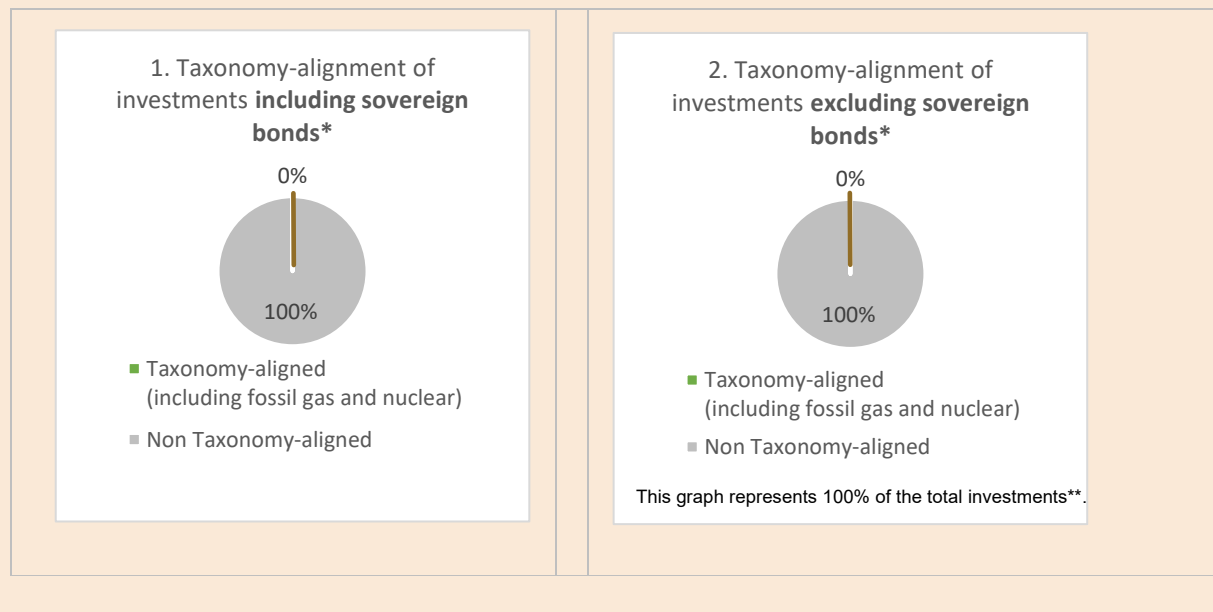 1. Taxonomy-alignment of
investments including sovereign
bonds*
0%
100%
Taxonomy-aligned
(including fossil gas and nuclear)
Non Taxonomy-aligned
2. Taxonomy-alignment of
investments excluding sovereign
bonds*
0%
100%
Taxonomy-aligned
(including fossil gas and nuclear)
Non Taxonomy-aligned
This graph represents 100% of the total investments**.